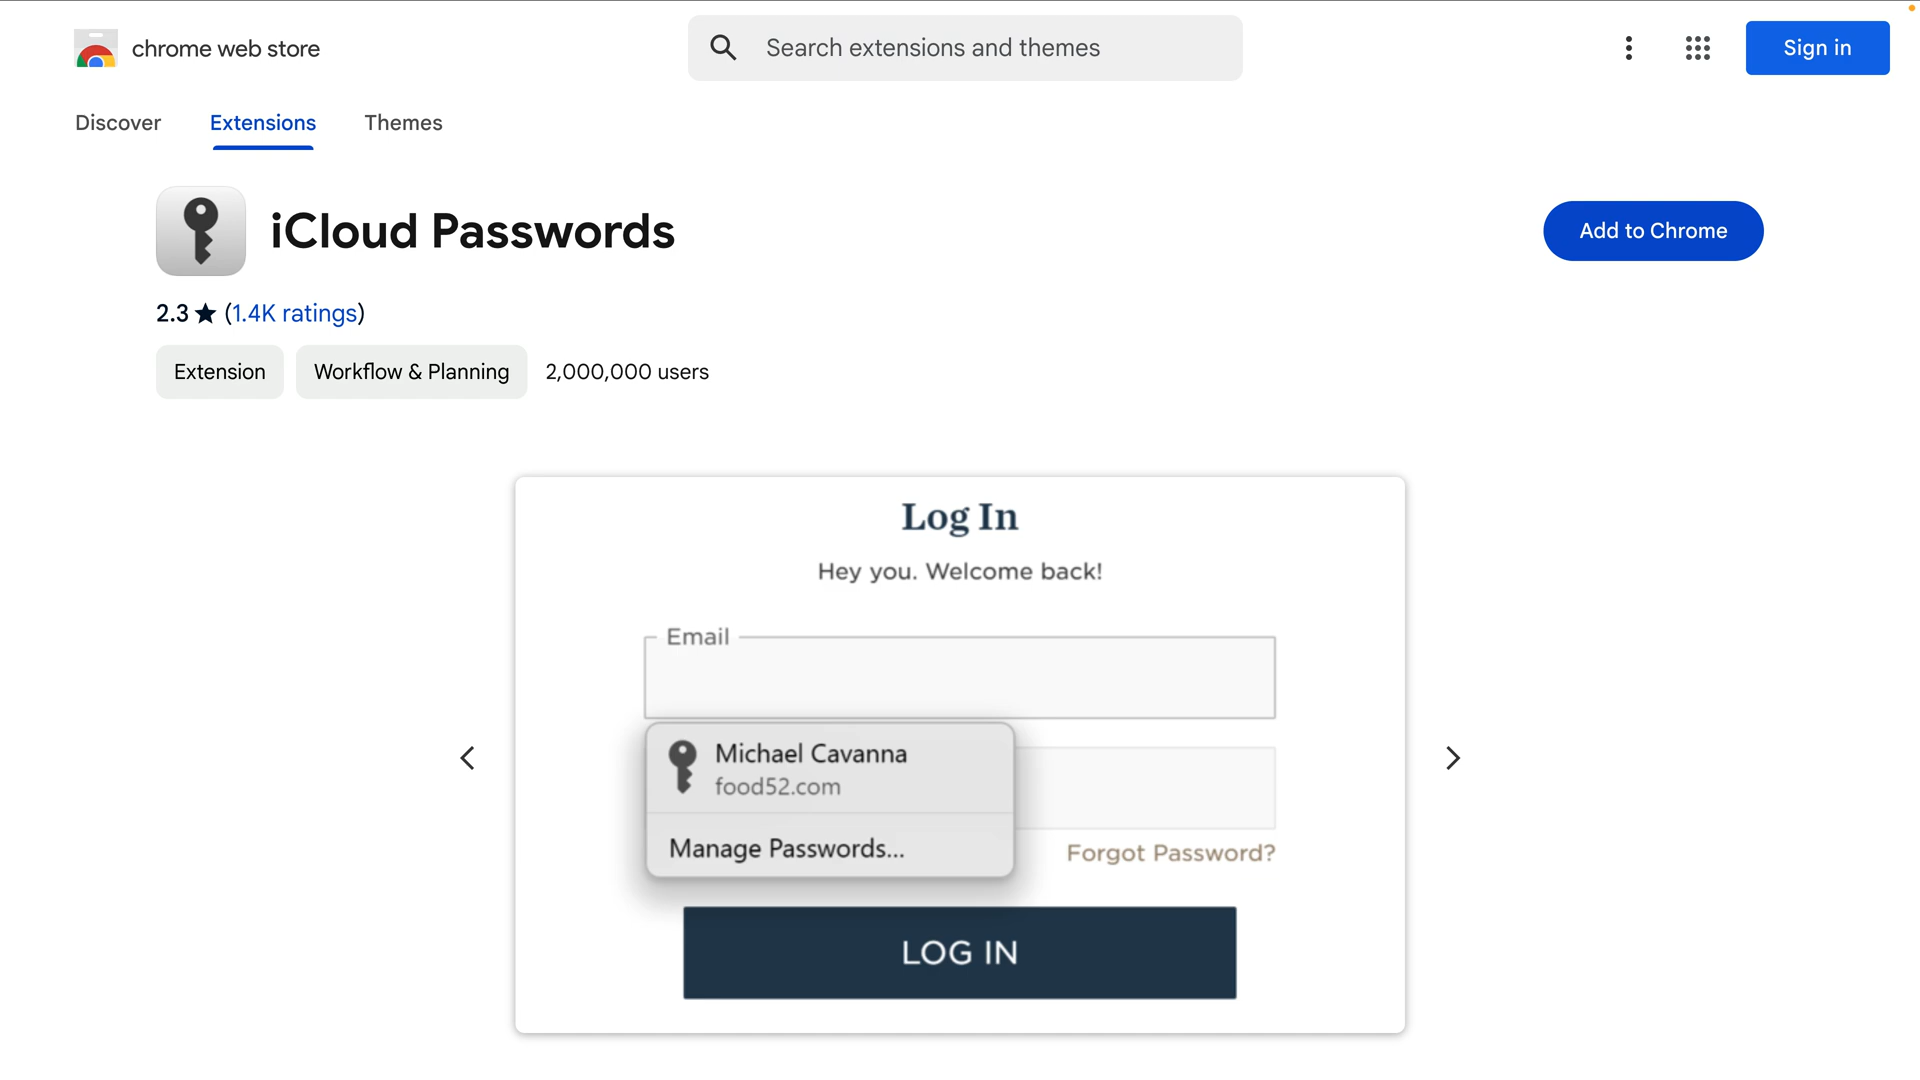 chrome web store
Search extensions and themes
Sign in
Discover
Extensions
Themes
iCloud Passwords
Add to Chrome
2.3 ★ (1.4K ratings)
Extension
Workflow & Planning
2,000,000 users
Log In
Hey you. Welcome back!
Email
Michael Cavanna
food52.com
Manage Passwords...
Forgot Password?
LOG IN